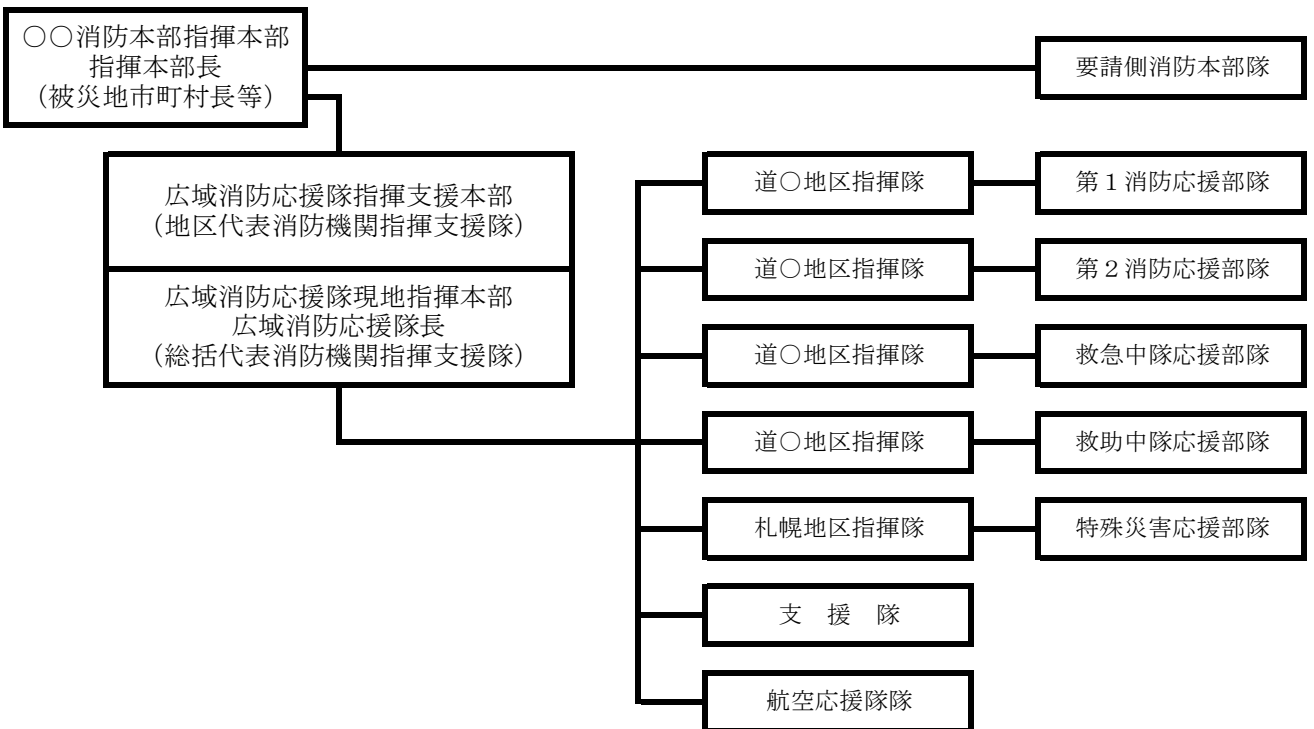 ○○消防本部指揮本部
指揮本部長
（被災地市町村長等）
要請側消防本部隊
広域消防応援隊指揮支援本部
（地区代表消防機関指揮支援隊）
広域消防応援隊現地指揮本部
広域消防応援隊長
（総括代表消防機関指揮支援隊）
道○地区指揮隊
第１消防応援部隊
道○地区指揮隊
第２消防応援部隊
道○地区指揮隊
救急中隊応援部隊
道○地区指揮隊
救助中隊応援部隊
札幌地区指揮隊
特殊災害応援部隊
支　援　隊
航空応援隊隊